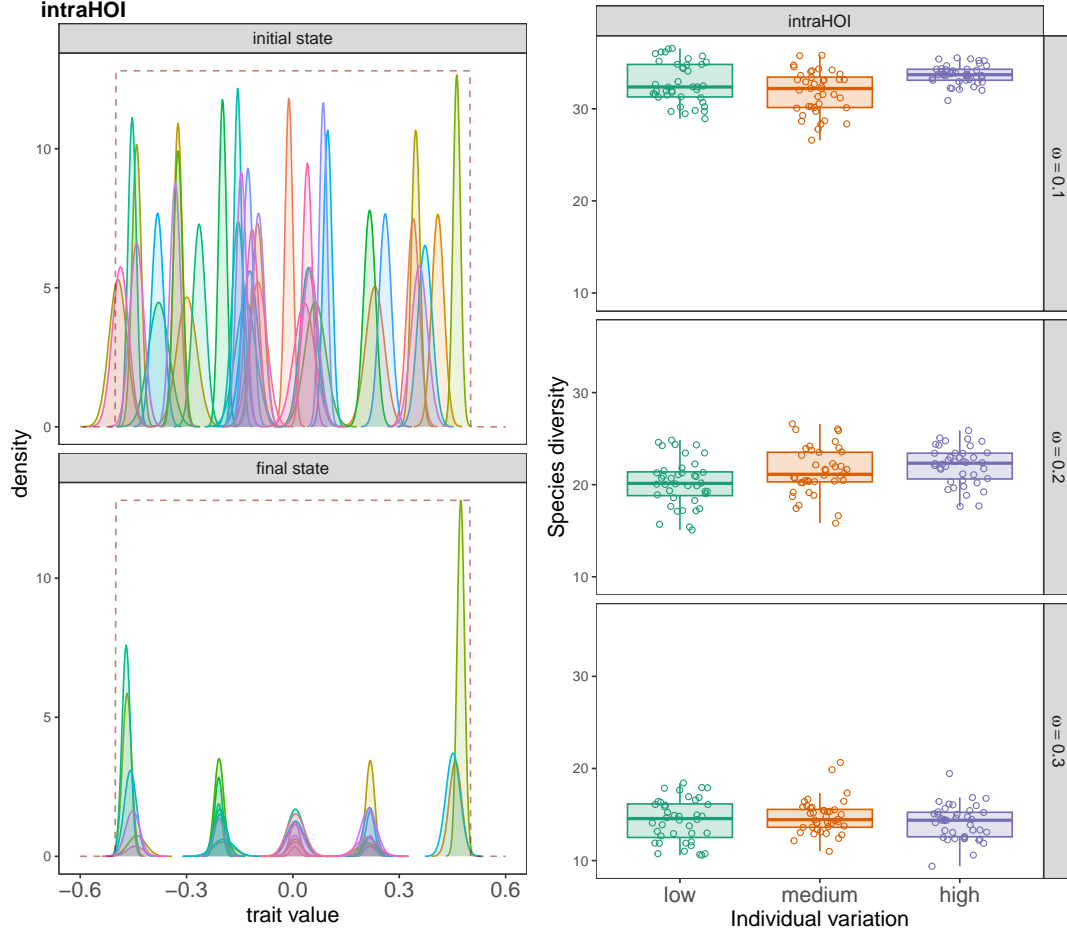 intraHOI
initial state
10
5
0
final state
10
5
0
−0.6 −0.3 0.0 0.3 0.6
trait value
density
intraHOI
30
20
10
ω = 0.1
30
20
10
ω = 0.2
30
20
10
ω = 0.3
low medium high
Individual variation
Species diversity